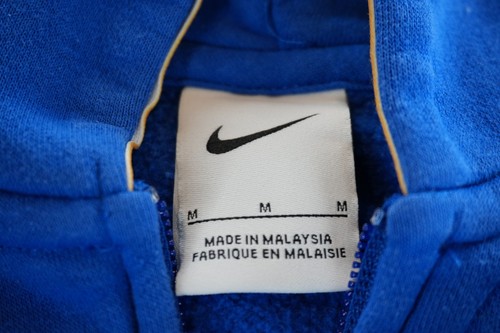 M M M
MADE IN MALAYSIA
FABRIQUE EN MALAISIE